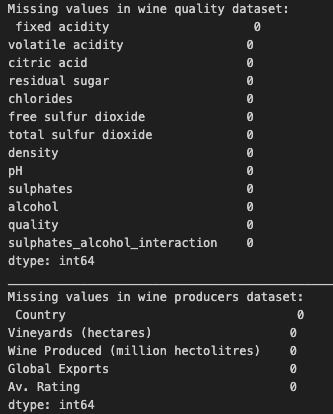 Missing values in wine quality dataset:
 fixed acidity                    0
volatile acidity                 0
citric acid                      0
residual sugar                   0
chlorides                        0
free sulfur dioxide              0
total sulfur dioxide             0
density                          0
pH                               0
sulphates                        0
alcohol                          0
quality                          0
sulphates_alcohol_interaction    0
dtype: int64
Missing values in wine producers dataset:
 Country                                0
Vineyards (hectares)                   0
Wine Produced (million hectolitres)    0
Global Exports                         0
Av. Rating                             0
dtype: int64